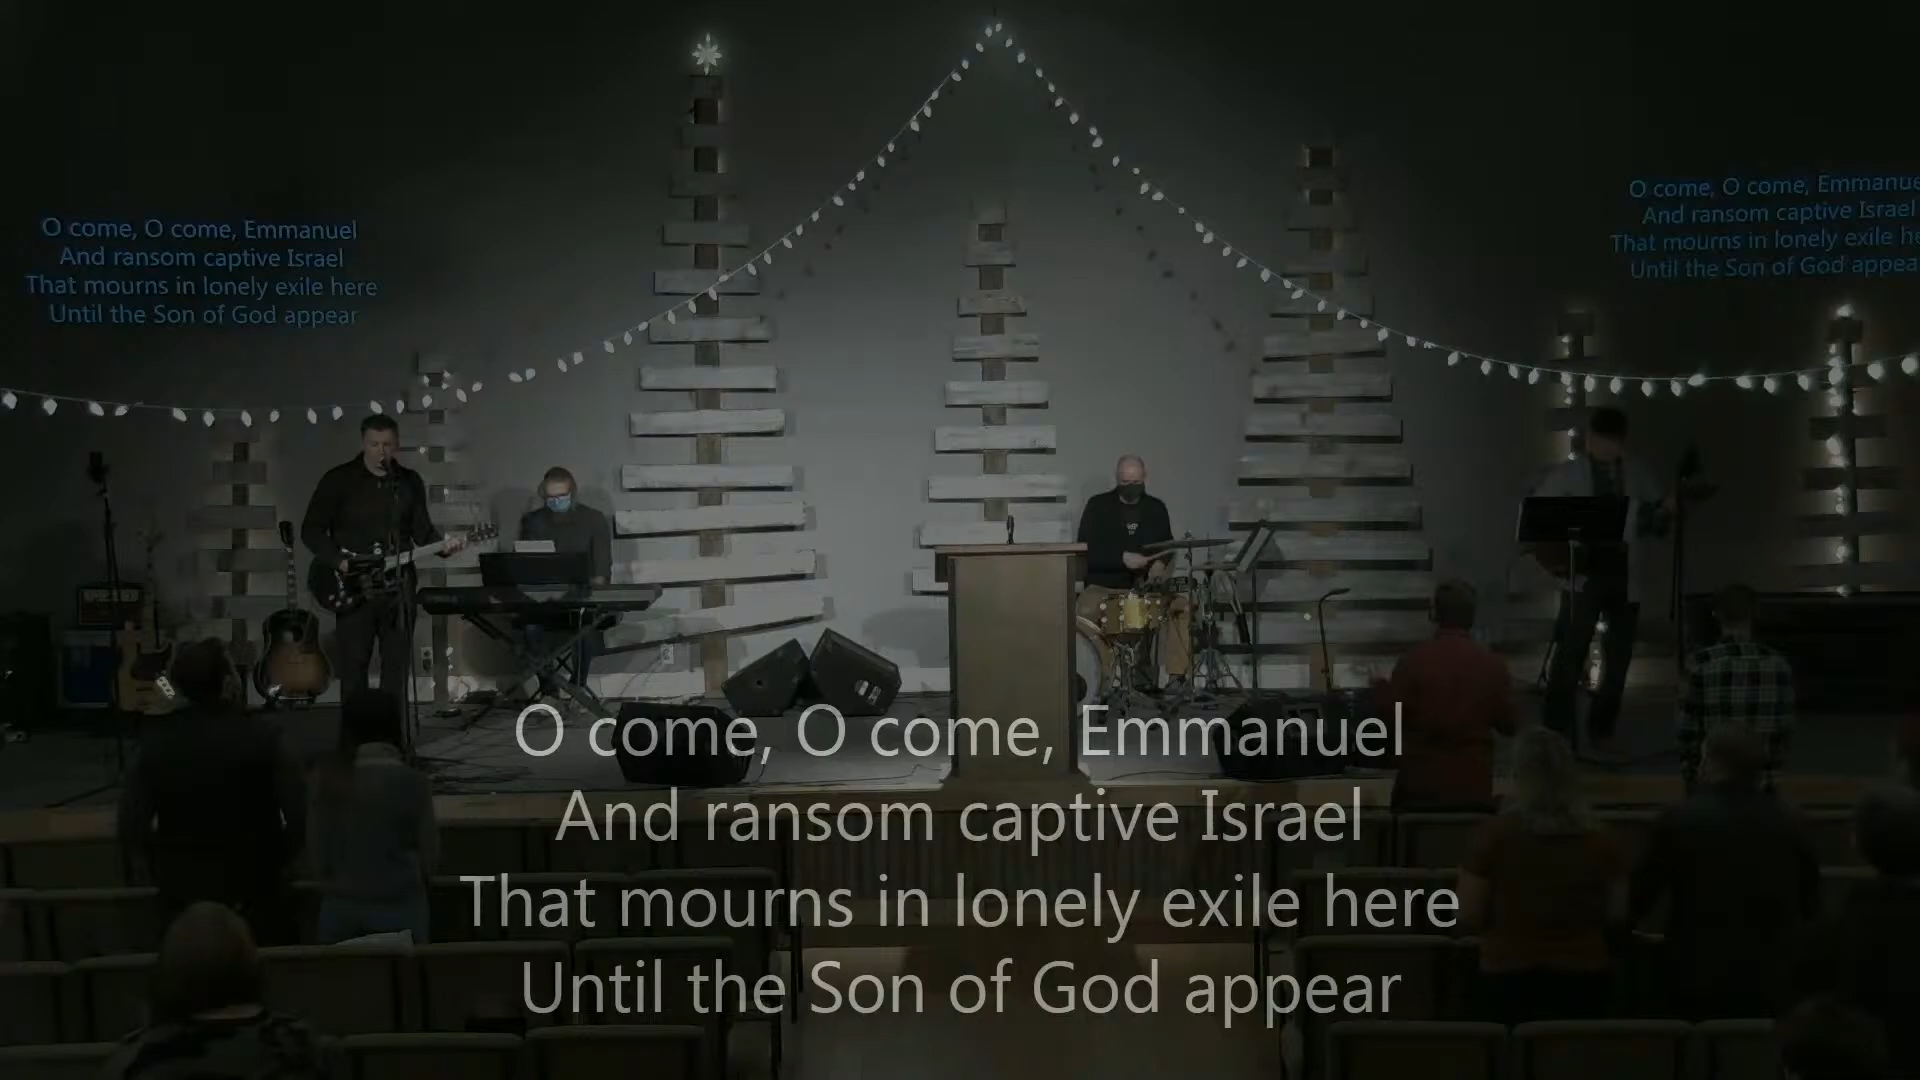 O come, O come, Emmanuel
And ransom captive Israel
That mourns in lonely exile here
Until the Son of God appear
O come, O come, Emmanue
And ransom captive Israel
That mourns in lonely exile he
Until the Son of God appea
O come, O come, Emmanuel
And ransom captive Israel
That mourns in lonely exile here
Until the Son of God appear